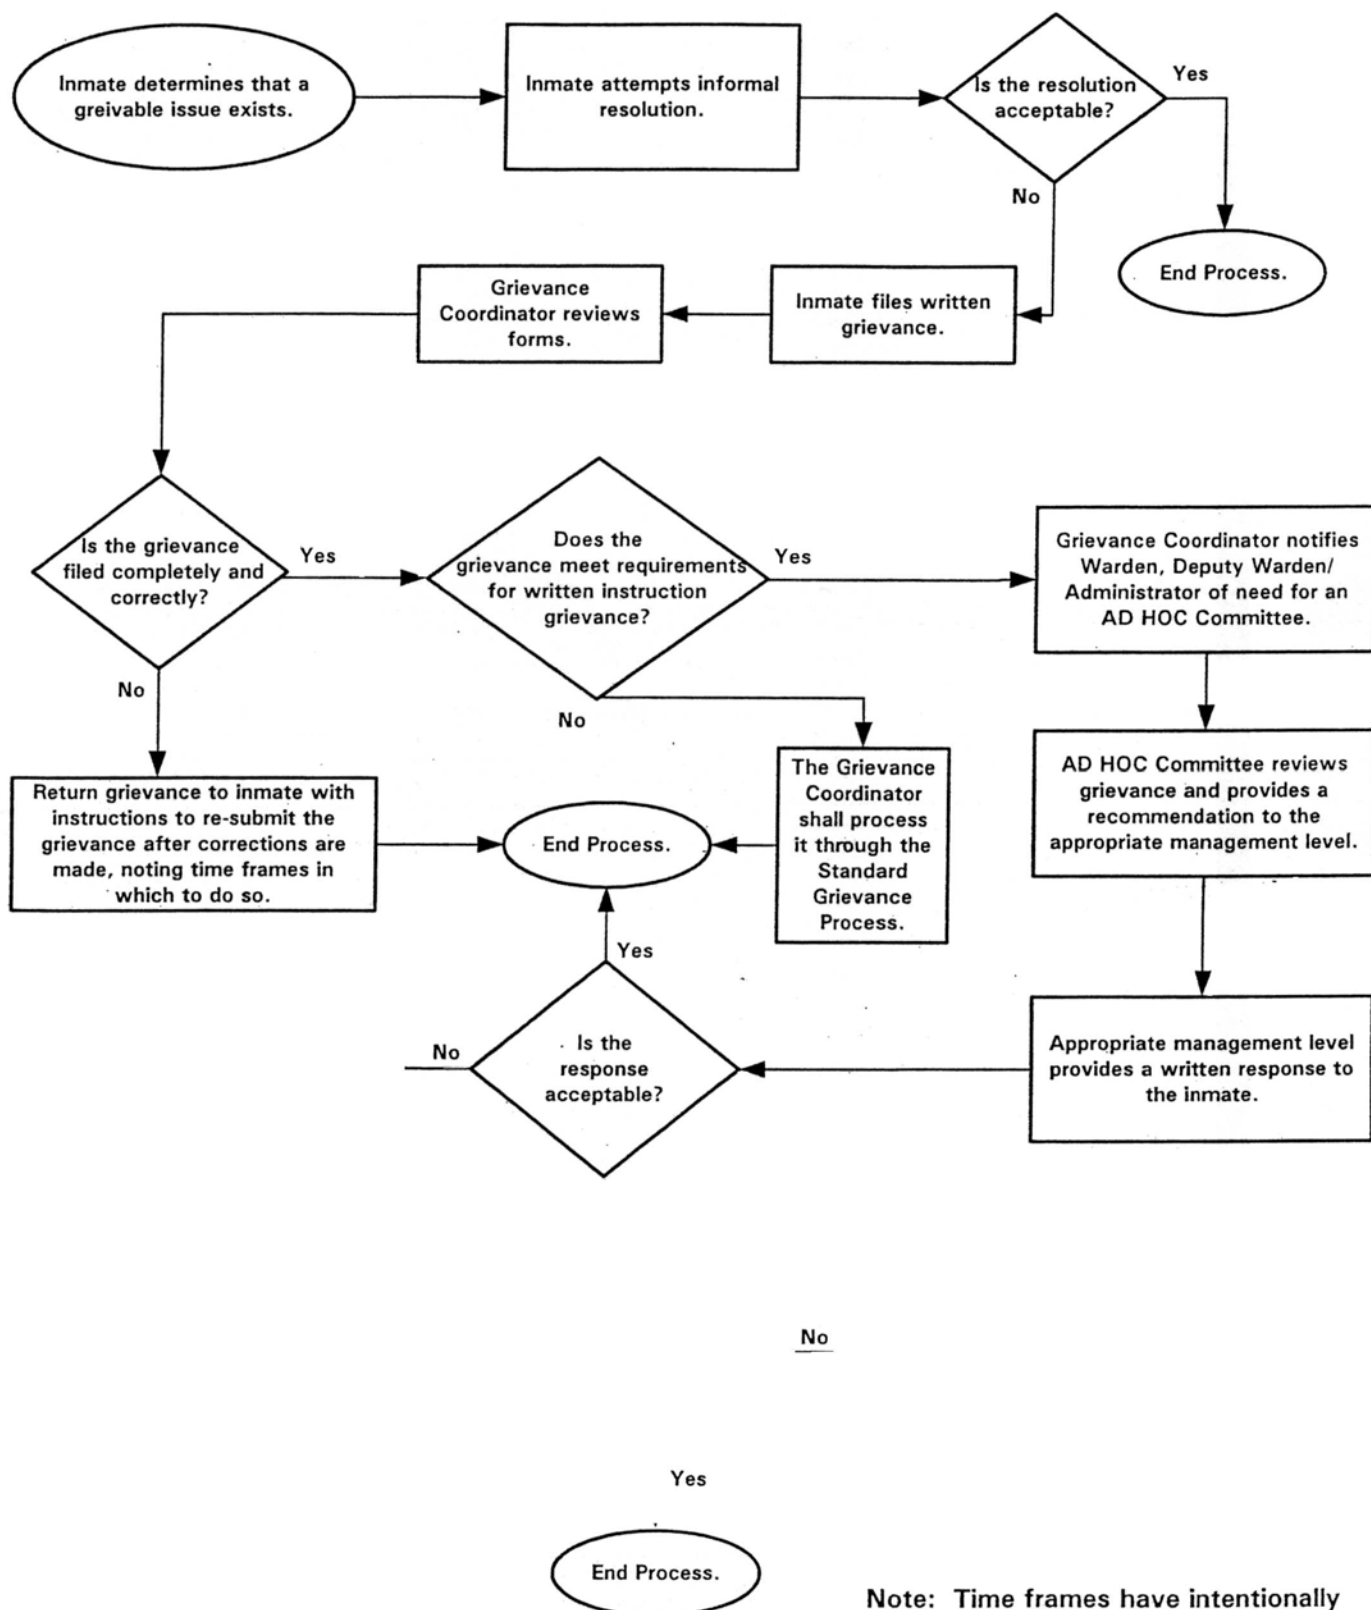 Inmate determines that a
greivable issue exists.
Inmate attempts informal
resolution.
Is the resolution
acceptable?
Yes
No
End Process.
Inmate files written
grievance.
Grievance
Coordinator reviews
forms.
Is the grievance
filed completely and
correctly?
Yes
No
Does the
grievance meet requirements
for written instruction
grievance?
Yes
No
Grievance Coordinator notifies
Warden, Deputy Warden/
Administrator of need for an
AD HOC Committee.
Return grievance to inmate with
instructions to re-submit the
grievance after corrections are
made, noting time frames in
which to do so.
End Process.
The Grievance
Coordinator
shall process
it through the
Standard
Grievance
Process.
AD HOC Committee reviews
grievance and provides a
recommendation to the
appropriate management level.
Yes
No
Is the
response
acceptable?
Appropriate management level
provides a written response to
the inmate.
No
Yes
End Process.
Note: Time frames have intentionally